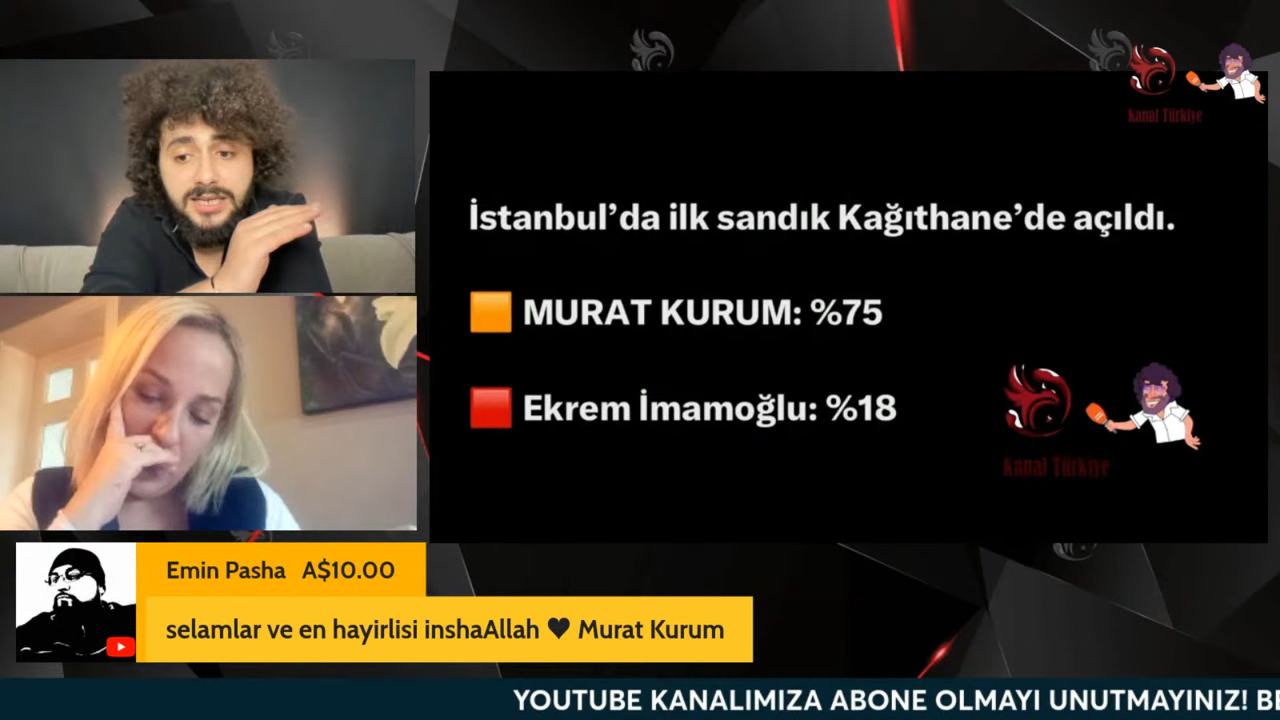 Kanal Türkiye
İstanbul’da ilk sandık Kağıthane’de açıldı.
MURAT KURUM: %75
Ekrem İmamoğlu: %18
Kanal Türkiye
Emin Pasha A$10.00
selamlar ve en hayirlisi inshaAllah ♥ Murat Kurum
YOUTUBE KANALIMIZA ABONE OLMAYI UNUTMAYINIZ! BE